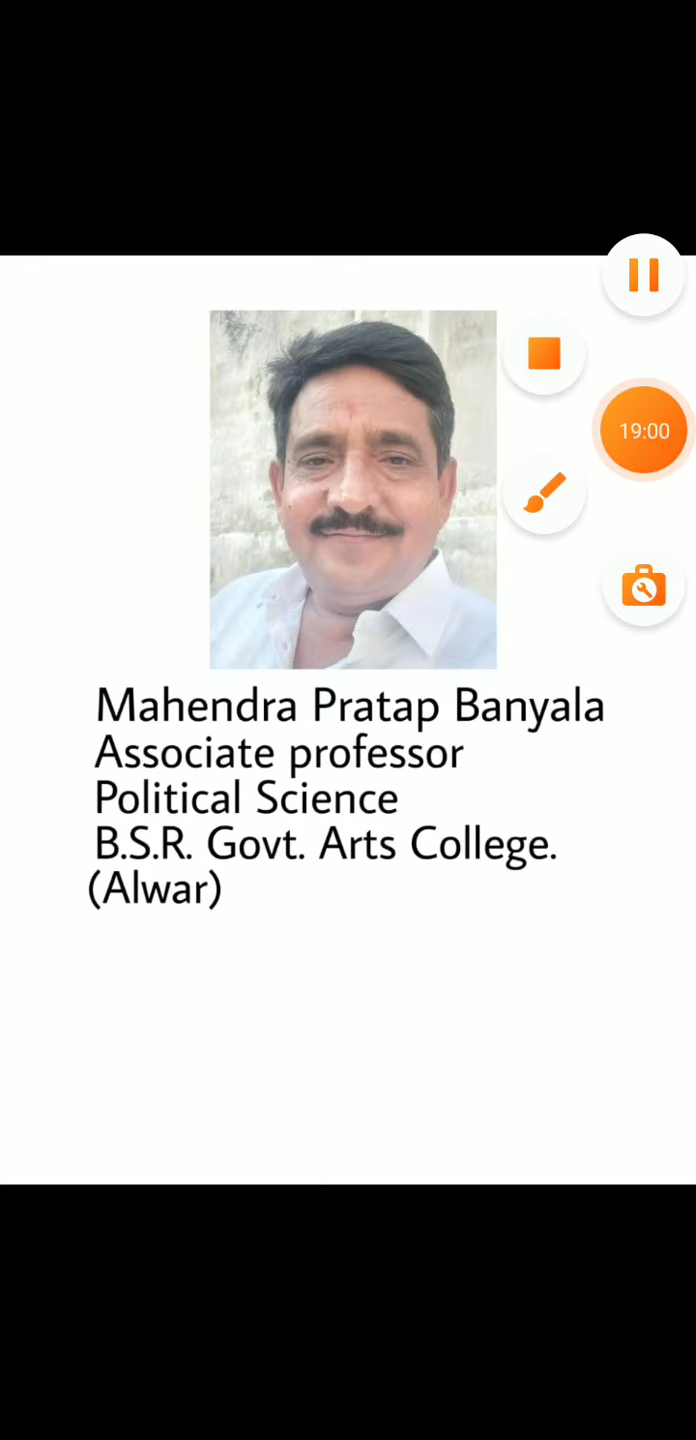 19:00
Mahendra Pratap Banyala
Associate professor
Political Science
B.S.R. Govt. Arts College.
(Alwar)